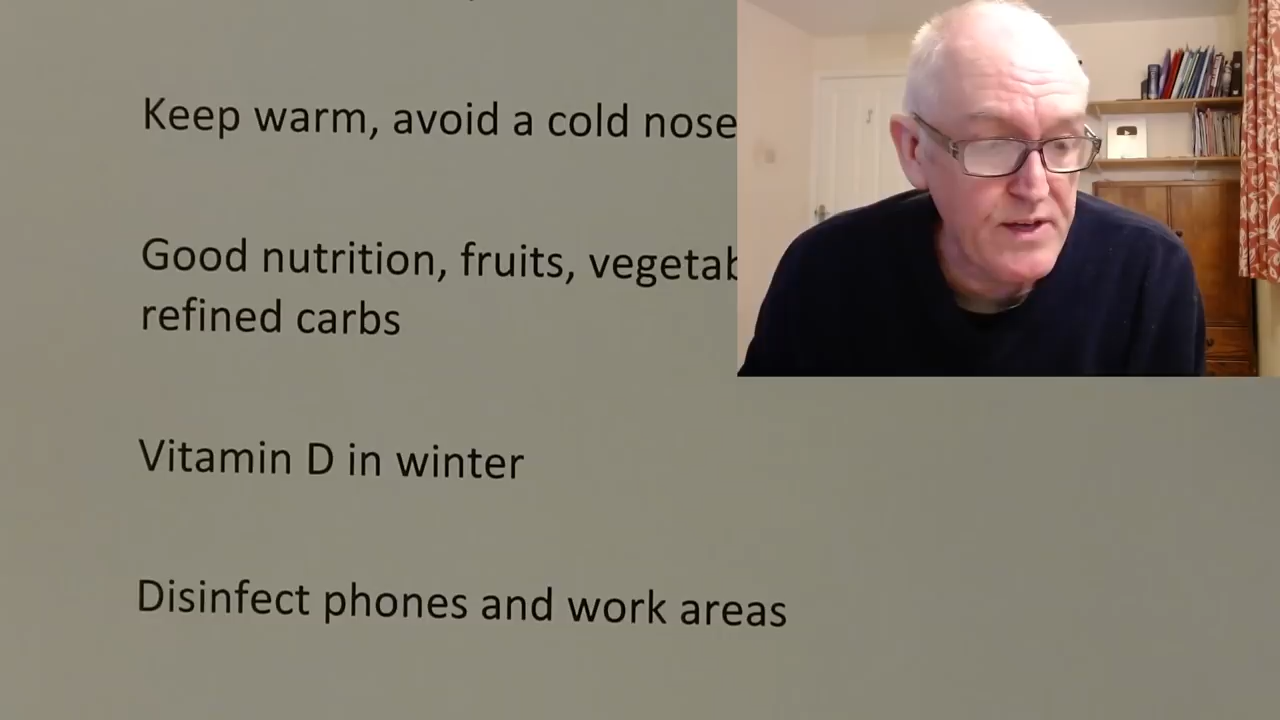 Keep warm, avoid a cold nose
Good nutrition, fruits,
refined carbs
Vitamin D in winter
Disinfect phones and work areas